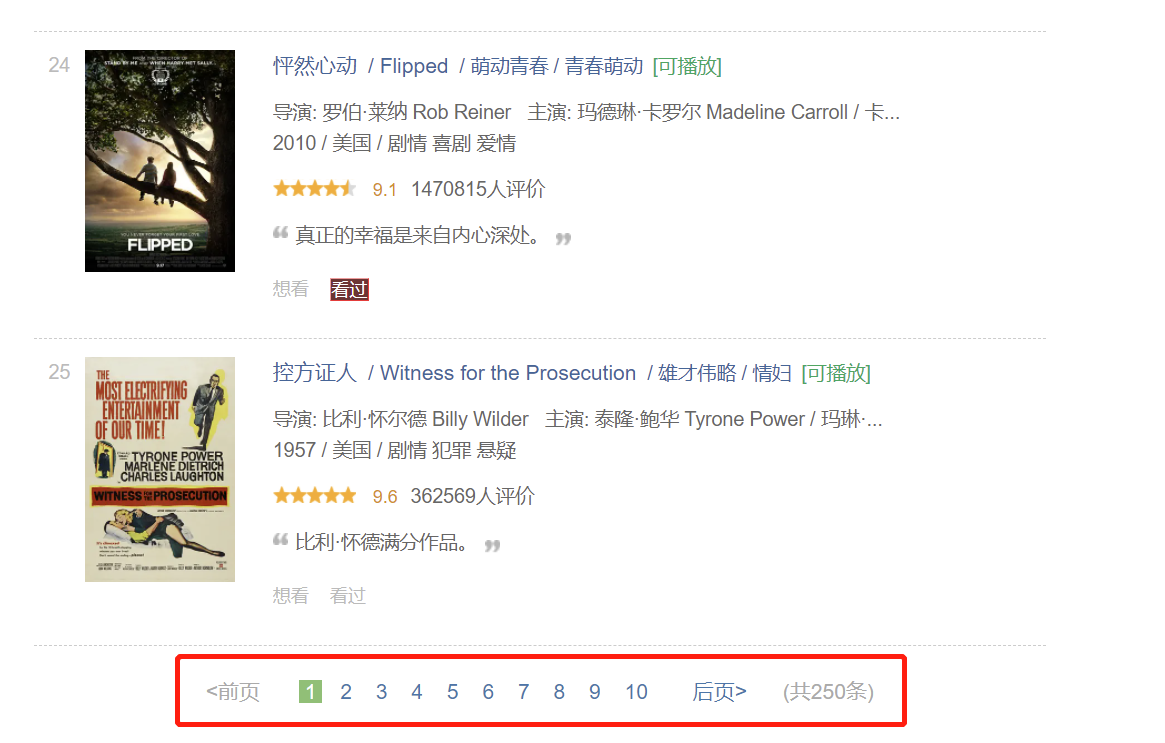 24
怦然心动 / Flipped / 萌动青春 / 青春萌动 [可播放]
导演: 罗伯·莱纳 Rob Reiner 主演: 玛德琳·卡罗尔 Madeline Carroll / 卡...
2010 / 美国 / 剧情 喜剧 爱情
9.1 1470815人评价
“ 真正的幸福是来自内心深处。 ”
想看 看过
FROM THE DIRECTOR OF
STAND BY ME AND WHEN HARRY MET SALLY...
YOU NEVER FORGET YOUR FIRST LOVE
FLIPPED
25
控方证人 / Witness for the Prosecution / 雄才伟略 / 情妇 [可播放]
导演: 比利·怀尔德 Billy Wilder 主演: 泰隆·鲍华 Tyrone Power / 玛琳·...
1957 / 美国 / 剧情 犯罪 悬疑
9.6 362569人评价
“ 比利·怀德满分作品。 ”
想看 看过
THE
MOST ELECTRIFYING
ENTERTAINMENT
OF OUR TIME!
TYRONE POWER
MARLENE DIETRICH
CHARLES LAUGHTON
WITNESS FOR THE PROSECUTION
<前页 1 2 3 4 5 6 7 8 9 10 后页> (共250条)